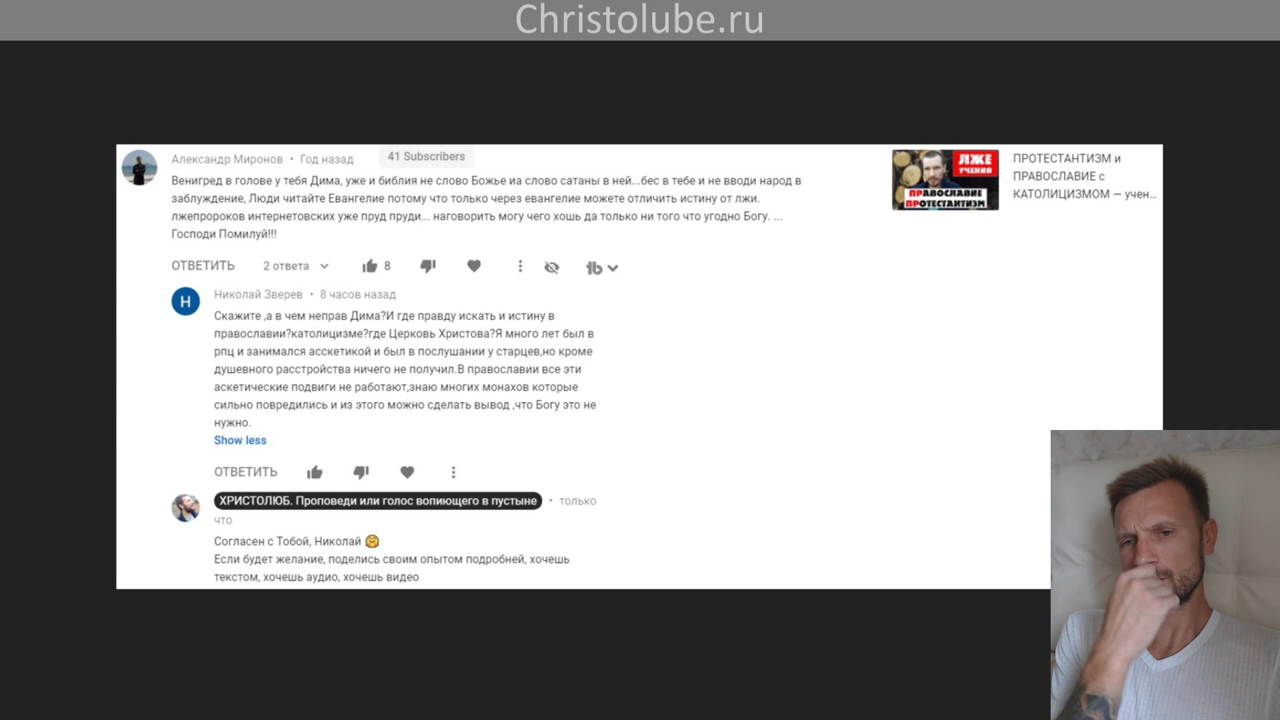 Christolube.ru
Александр Миронов • Год назад
41 Subscribers
Венигред в голове у тебя Дима, уже и библия не слово Божье иа слово сатаны в ней...бес в тебе и не вводи народ в
заблуждение, Люди читайте Евангелие потому что только через евангелие можете отличить истину от лжи.
лжепророков интернетовских уже пруд пруди... наговорить могу чего хошь да только ни того что угодно Богу. ...
Господи Помилуй!!!
ОТВЕТИТЬ 2 ответа 8
Н
Николай Зверев • 8 часов назад
Скажите ,а в чем неправ Дима?И где правду искать и истину в
православии?католицизме?где Церковь Христова?Я много лет был в
рпц и занимался асскетикой и был в послушании у старцев,но кроме
душевного расстройства ничего не получил.В православии все эти
аскетические подвиги не работают,знаю многих монахов которые
сильно повредились и из этого можно сделать вывод ,что Богу это не
нужно.
Show less
ОТВЕТИТЬ
ХРИСТОЛЮБ. Проповеди или голос вопиющего в пустыне • только
что
Согласен с Тобой, Николай
Если будет желание, поделись своим опытом подробней, хочешь
текстом, хочешь аудио, хочешь видео
ЛЖЕ
УЧЕНИЯ
ПРАВОСЛАВИЕ
ПРОТЕСТАНТИЗМ
ПРОТЕСТАНТИЗМ и
ПРАВОСЛАВИЕ с
КАТОЛИЦИЗМОМ — учен...